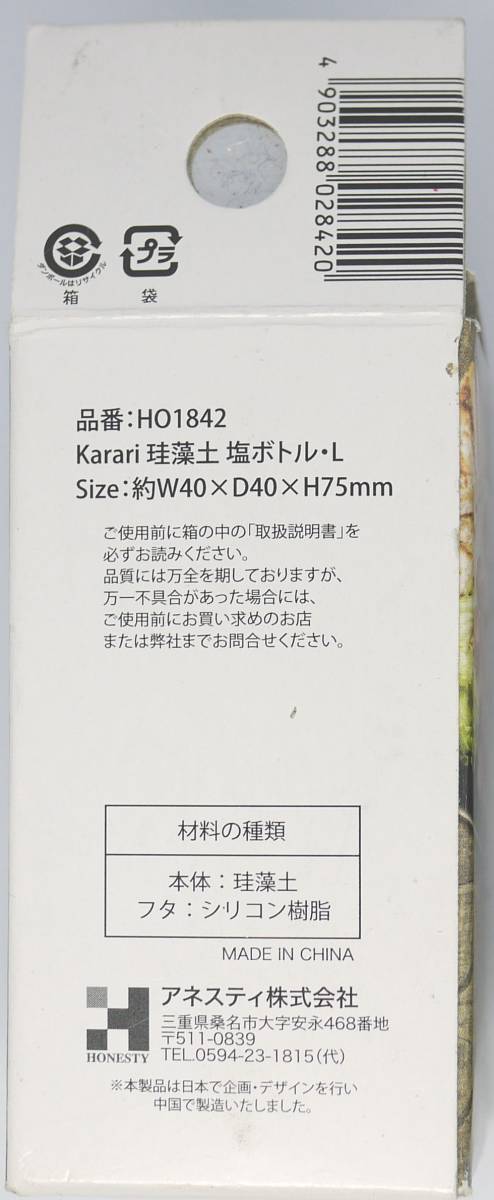 4 903288 028420
ダンボールはリサイクル
プラ
箱
袋
品番：HO1842
Karari 珪藻土 塩ボトル・L
Size：約W40×D40×H75mm
ご使用前に箱の中の「取扱説明書」を
必ずお読みください。
品質には万全を期しておりますが、
万一不具合があった場合には、
ご使用前にお買い求めのお店
または弊社までお問合せください。
材料の種類
本体：珪藻土
フタ：シリコン樹脂
MADE IN CHINA
アネスティ株式会社
三重県桑名市大字安永468番地
〒511-0839
TEL.0594-23-1815（代）
HONESTY
※本製品は日本で企画・デザインを行い
中国で製造いたしました。